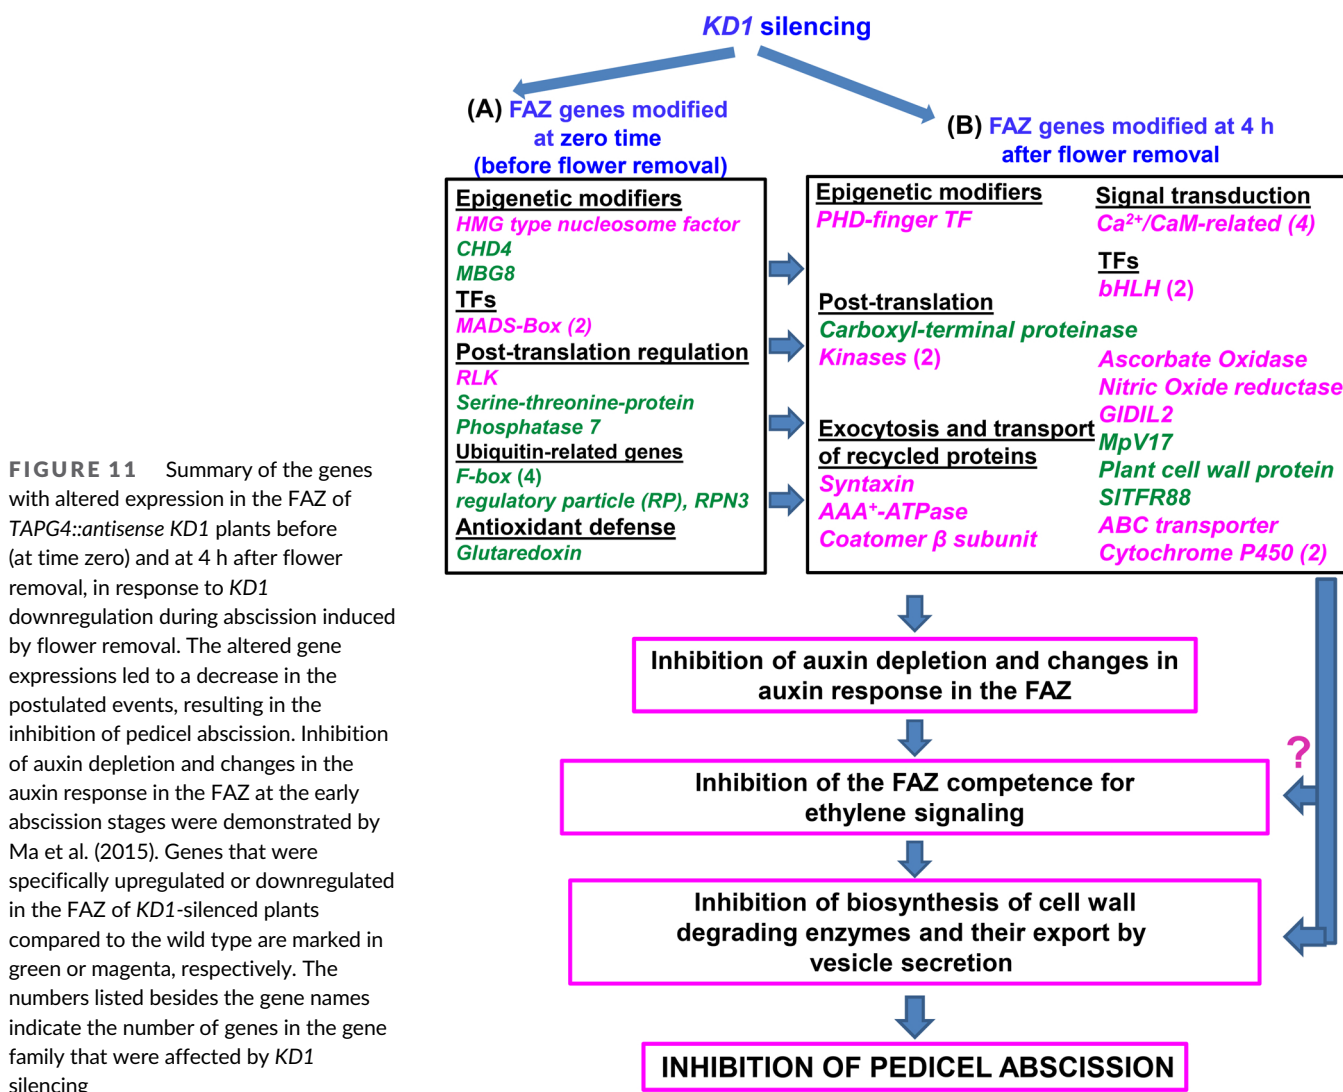 KD1 silencing
(A) FAZ genes modified
at zero time
(before flower removal)
Epigenetic modifiers
HMG type nucleosome factor
CHD4
MBG8
TFs
MADS-Box (2)
Post-translation regulation
RLK
Serine-threonine-protein
Phosphatase 7
Ubiquitin-related genes
F-box (4)
regulatory particle (RP), RPN3
Antioxidant defense
Glutaredoxin
(B) FAZ genes modified at 4 h
after flower removal
Epigenetic modifiers
PHD-finger TF
Post-translation
Carboxyl-terminal proteinase
Kinases (2)
Exocytosis and transport
of recycled proteins
Syntaxin
AAA⁺-ATPase
Coatomer β subunit
Signal transduction
Ca²⁺/CaM-related (4)
TFs
bHLH (2)
Ascorbate Oxidase
Nitric Oxide reductase
GIDIL2
MpV17
Plant cell wall protein
SITFR88
ABC transporter
Cytochrome P450 (2)
Inhibition of auxin depletion and changes in
auxin response in the FAZ
?
Inhibition of the FAZ competence for
ethylene signaling
Inhibition of biosynthesis of cell wall
degrading enzymes and their export by
vesicle secretion
INHIBITION OF PEDICEL ABSCISSION
FIGURE 11 Summary of the genes
with altered expression in the FAZ of
TAPG4::antisense KD1 plants before
(at time zero) and at 4 h after flower
removal, in response to KD1
downregulation during abscission induced
by flower removal. The altered gene
expressions led to a decrease in the
postulated events, resulting in the
inhibition of pedicel abscission. Inhibition
of auxin depletion and changes in the
auxin response in the FAZ at the early
abscission stages were demonstrated by
Ma et al. (2015). Genes that were
specifically upregulated or downregulated
in the FAZ of KD1-silenced plants
compared to the wild type are marked in
green or magenta, respectively. The
numbers listed besides the gene names
indicate the number of genes in the gene
family that were affected by KD1
silencing